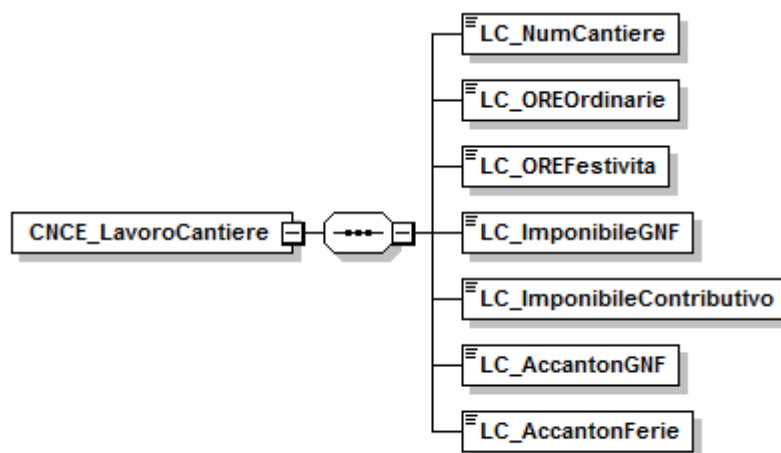 LC_NumCantiere
LC_OREOrdinarie
LC_OREFestivita
CNCE_LavoroCantiere
LC_ImponibileGNF
LC_ImponibileContributivo
LC_AccantonGNF
LC_AccantonFerie